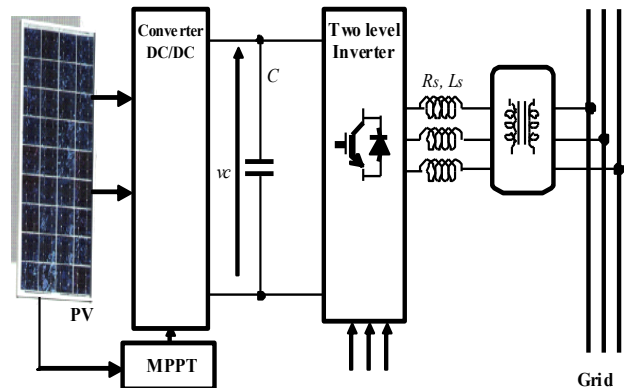 Converter
DC/DC
Two level
Inverter
Rs, Ls
C
vc
PV
MPPT
Grid